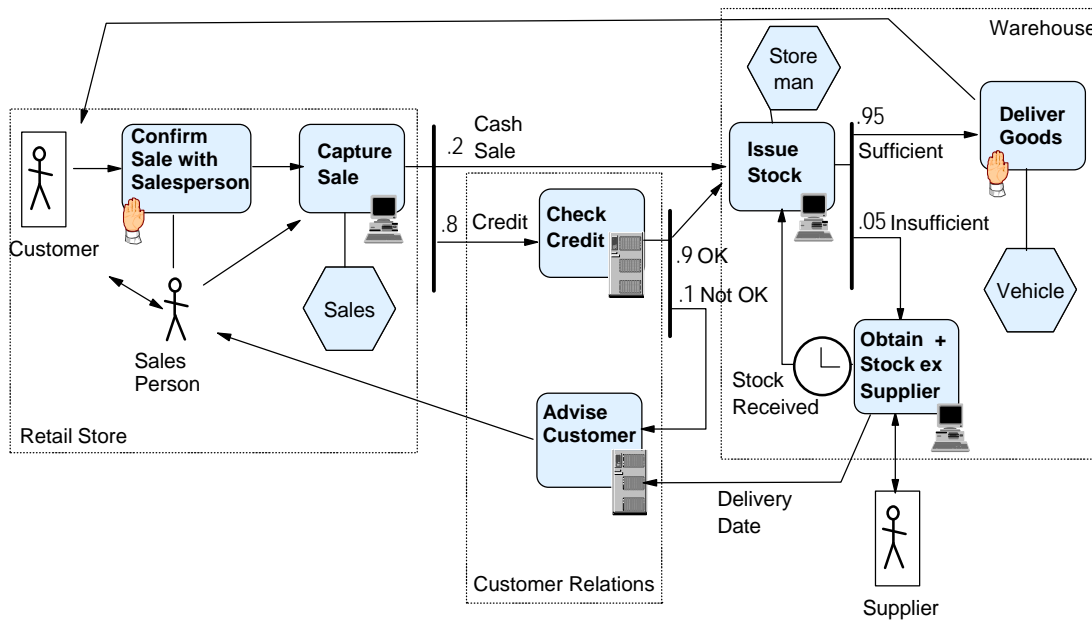 Warehouse
Store
man
Deliver
Goods
.95
Sufficient
Issue
Stock
Cash
Sale
.2
Confirm
Sale with
Salesperson
Capture
Sale
Customer
.8
Credit
Check
Credit
.9 OK
.1 Not OK
.05 Insufficient
Vehicle
Sales
Sales
Person
Obtain +
Stock ex
Supplier
Stock
Received
Advise
Customer
Retail Store
Delivery
Date
Customer Relations
Supplier